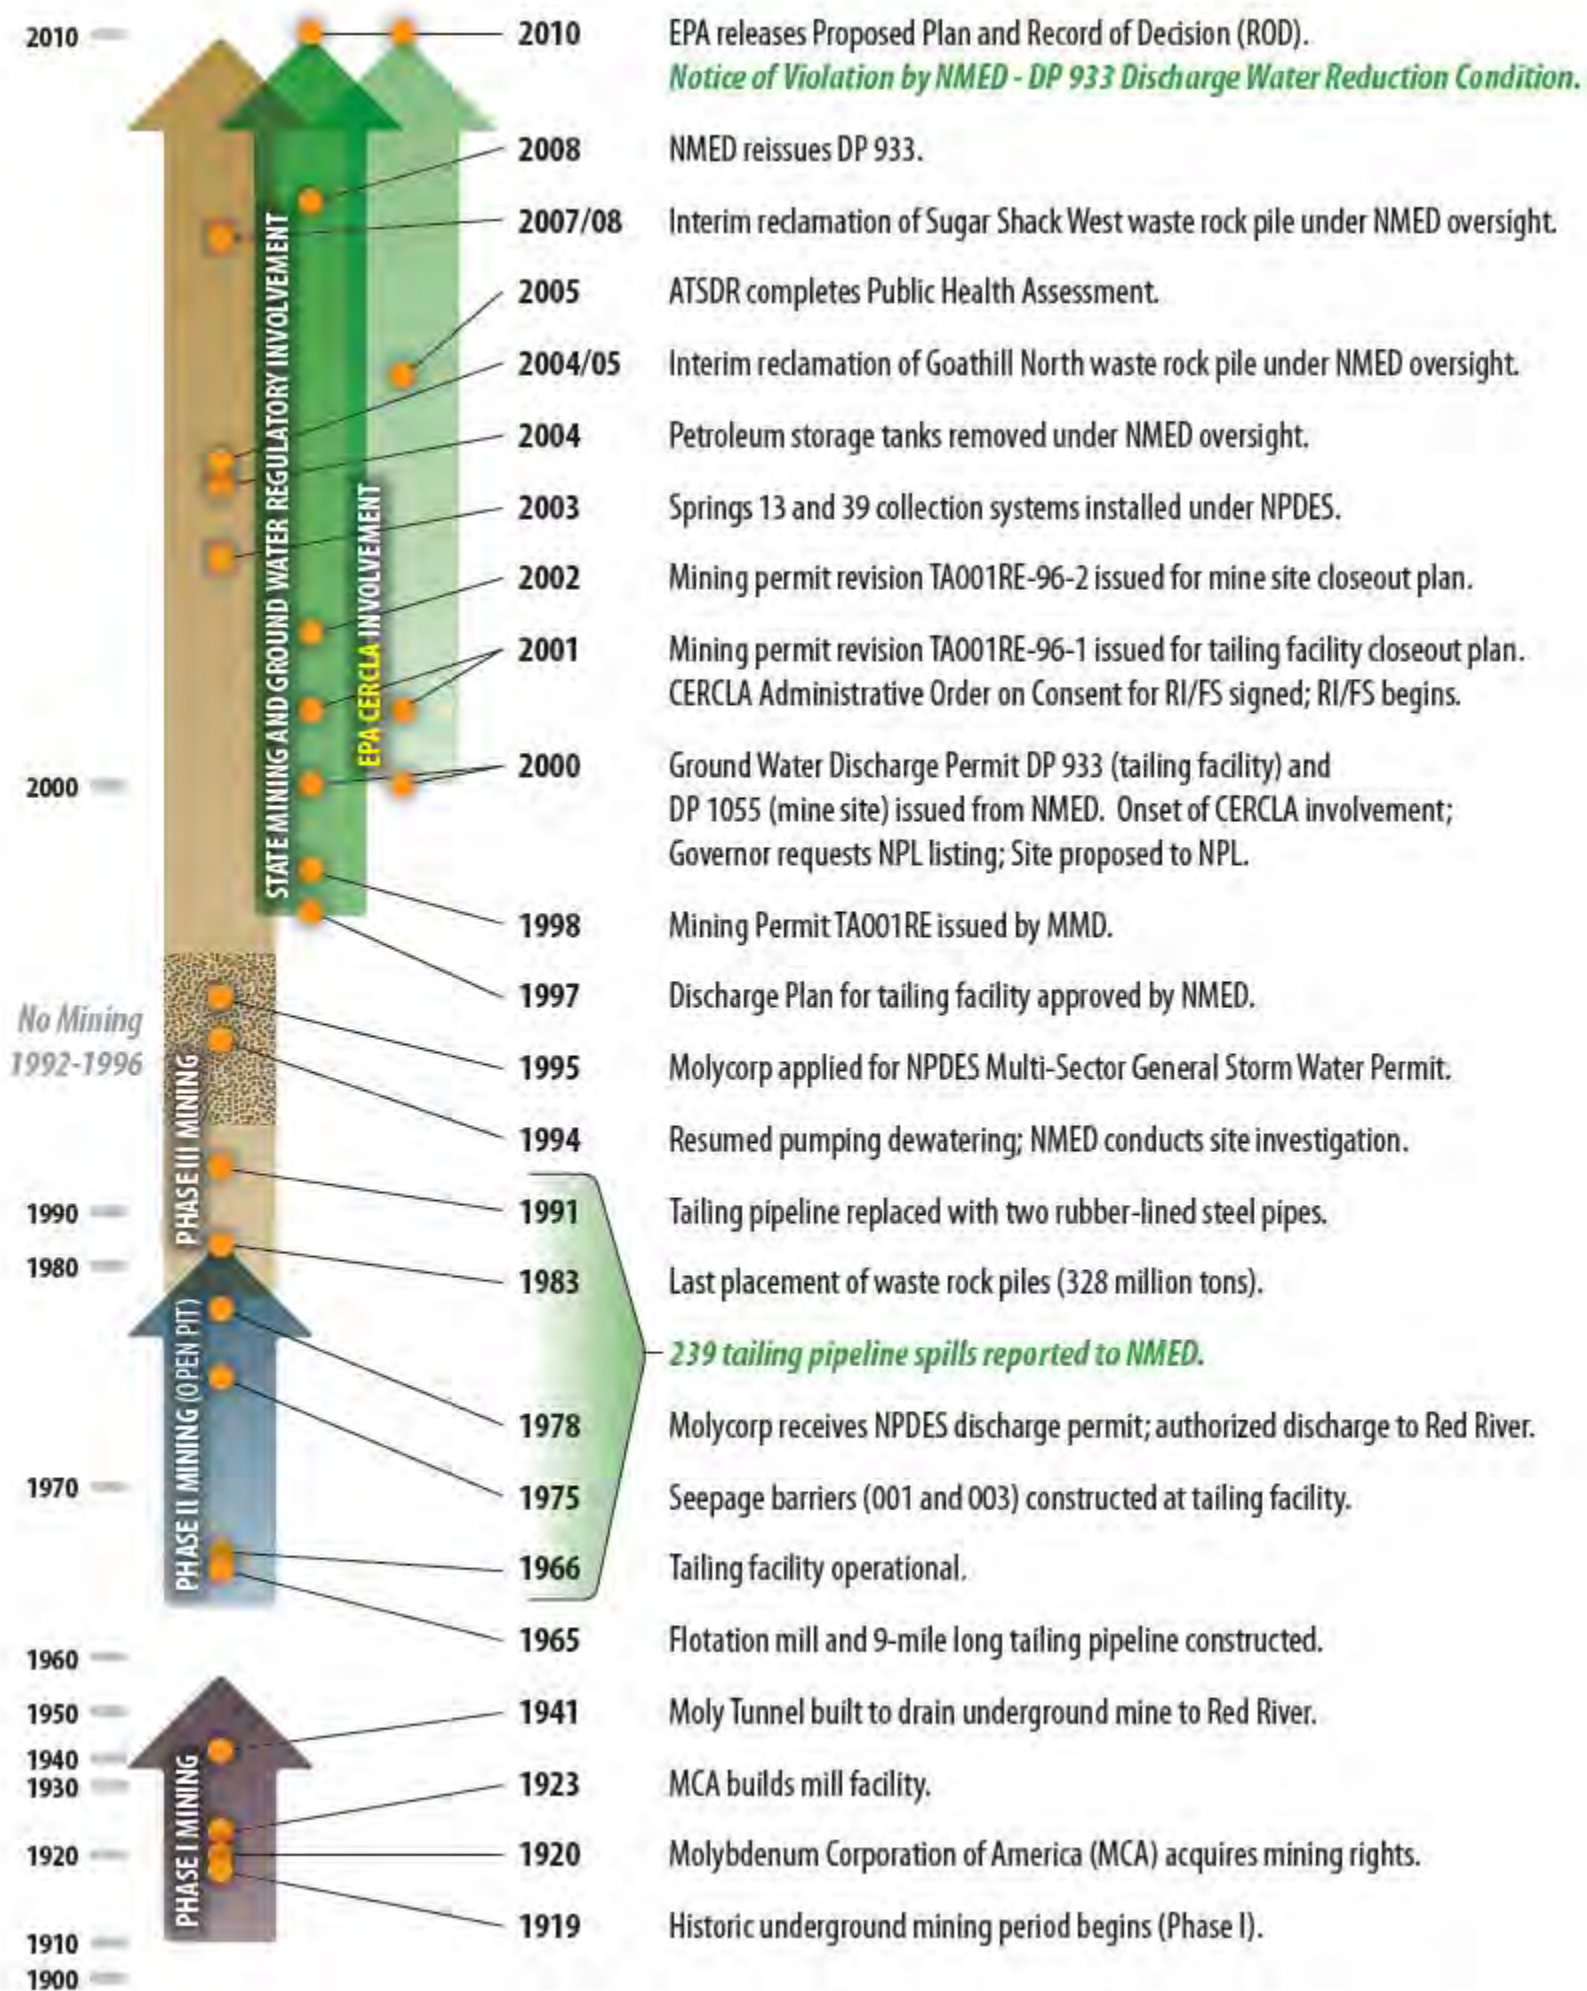 2010
2010 EPA releases Proposed Plan and Record of Decision (ROD).
Notice of Violation by NMED - DP 933 Discharge Water Reduction Condition.
2008 NMED reissues DP 933.
2007/08 Interim reclamation of Sugar Shack West waste rock pile under NMED oversight.
2005 ATSDR completes Public Health Assessment.
2004/05 Interim reclamation of Goathill North waste rock pile under NMED oversight.
2004 Petroleum storage tanks removed under NMED oversight.
2003 Springs 13 and 39 collection systems installed under NPDES.
2002 Mining permit revision TA001RE-96-2 issued for mine site closeout plan.
2001 Mining permit revision TA001RE-96-1 issued for tailing facility closeout plan.
CERCLA Administrative Order on Consent for RI/FS signed; RI/FS begins.
STATE MINING AND GROUND WATER REGULATORY INVOLVEMENT
EPA CERCLA INVOLVEMENT
2000
2000 Ground Water Discharge Permit DP 933 (tailing facility) and
DP 1055 (mine site) issued from NMED. Onset of CERCLA involvement;
Governor requests NPL listing; Site proposed to NPL.
1998 Mining Permit TA001RE issued by MMD.
1997 Discharge Plan for tailing facility approved by NMED.
No Mining
1992-1996
1995 Molycorp applied for NPDES Multi-Sector General Storm Water Permit.
1994 Resumed pumping dewatering; NMED conducts site investigation.
PHASE III MINING
1990
1991 Tailing pipeline replaced with two rubber-lined steel pipes.
1980
1983 Last placement of waste rock piles (328 million tons).
239 tailing pipeline spills reported to NMED.
PHASE II MINING (OPEN PIT)
1978 Molycorp receives NPDES discharge permit; authorized discharge to Red River.
1970
1975 Seepage barriers (001 and 003) constructed at tailing facility.
1966 Tailing facility operational.
1965 Flotation mill and 9-mile long tailing pipeline constructed.
1960
1950
1941 Moly Tunnel built to drain underground mine to Red River.
1940
1930
1923 MCA builds mill facility.
PHASE I MINING
1920
1920 Molybdenum Corporation of America (MCA) acquires mining rights.
1919 Historic underground mining period begins (Phase I).
1910
1900